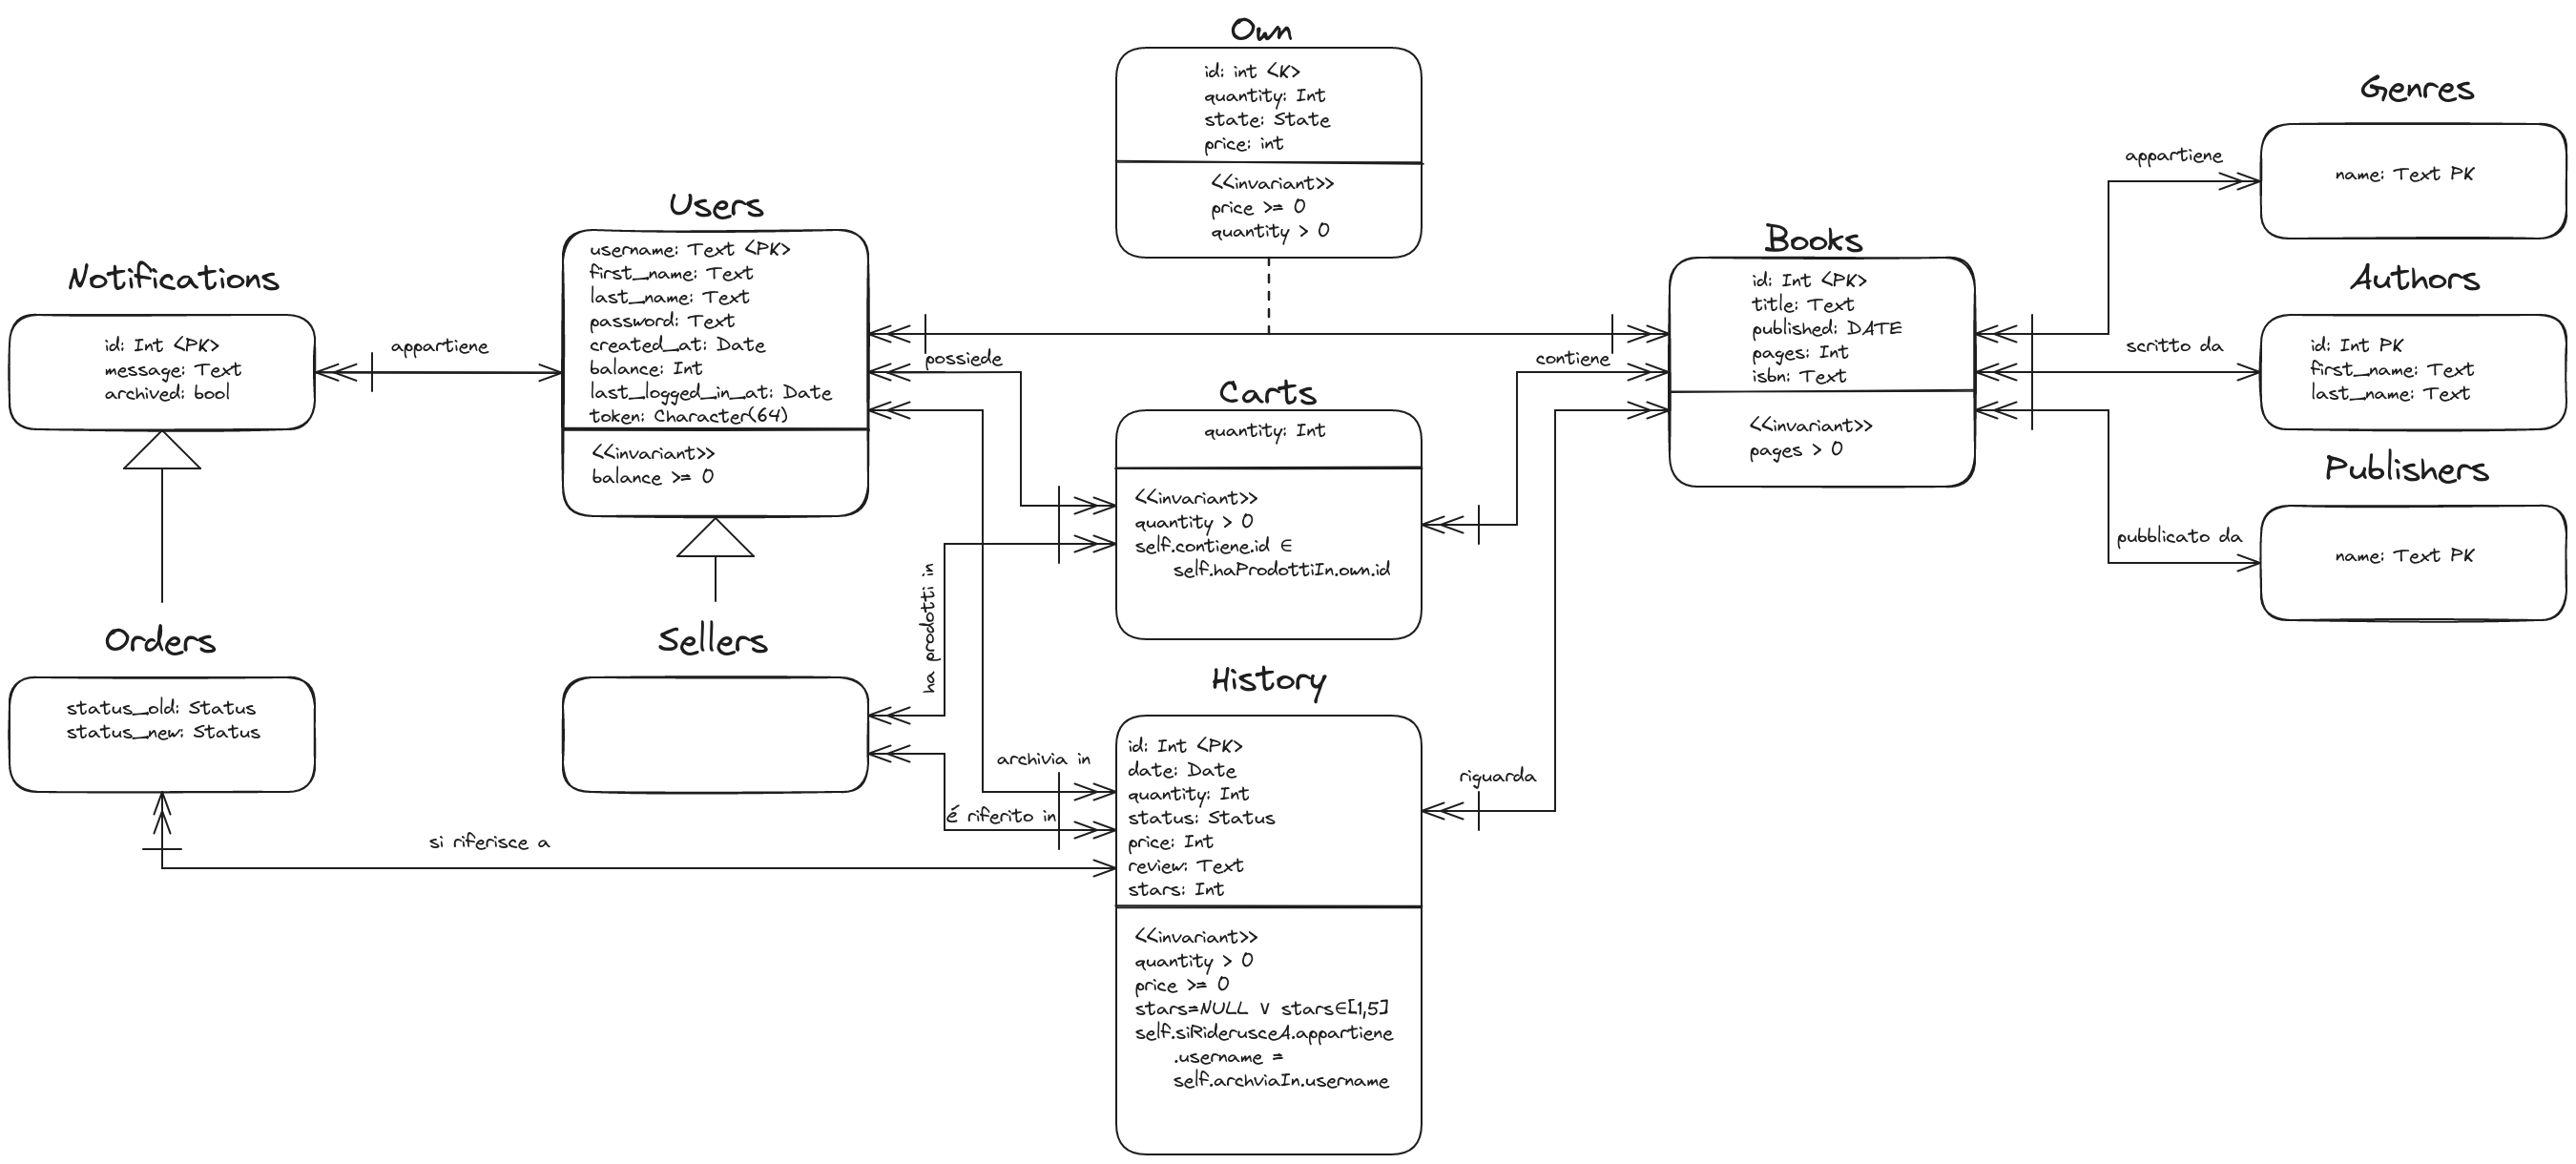 Own
id: int <K>
quantity: Int
state: State
price: int
<<invariant>>
price >= 0
quantity > 0
Genres
name: Text PK
appartiene
Users
username: Text <PK>
first_name: Text
last_name: Text
password: Text
created_at: Date
balance: Int
last_logged_in_at: Date
token: Character(64)
<<invariant>>
balance >= 0
Books
id: Int <PK>
title: Text
published: DATE
pages: Int
isbn: Text
<<invariant>>
pages > 0
Notifications
id: Int <PK>
message: Text
archived: bool
appartiene
Authors
id: Int PK
first_name: Text
last_name: Text
scritto da
possiede
contiene
Carts
quantity: Int
<<invariant>>
quantity > 0
self.contiene.id ∈
self.haProdottiIn.own.id
Publishers
name: Text PK
pubblicato da
ha prodotti in
Orders
status_old: Status
status_new: Status
Sellers
History
id: Int <PK>
date: Date
quantity: Int
status: Status
price: Int
review: Text
stars: Int
<<invariant>>
quantity > 0
price >= 0
stars=NULL ∨ stars∈[1,5]
self.siRiderusceA.appartiene
.username =
self.archviaIn.username
archivia in
é riferito in
riguarda
si riferisce a